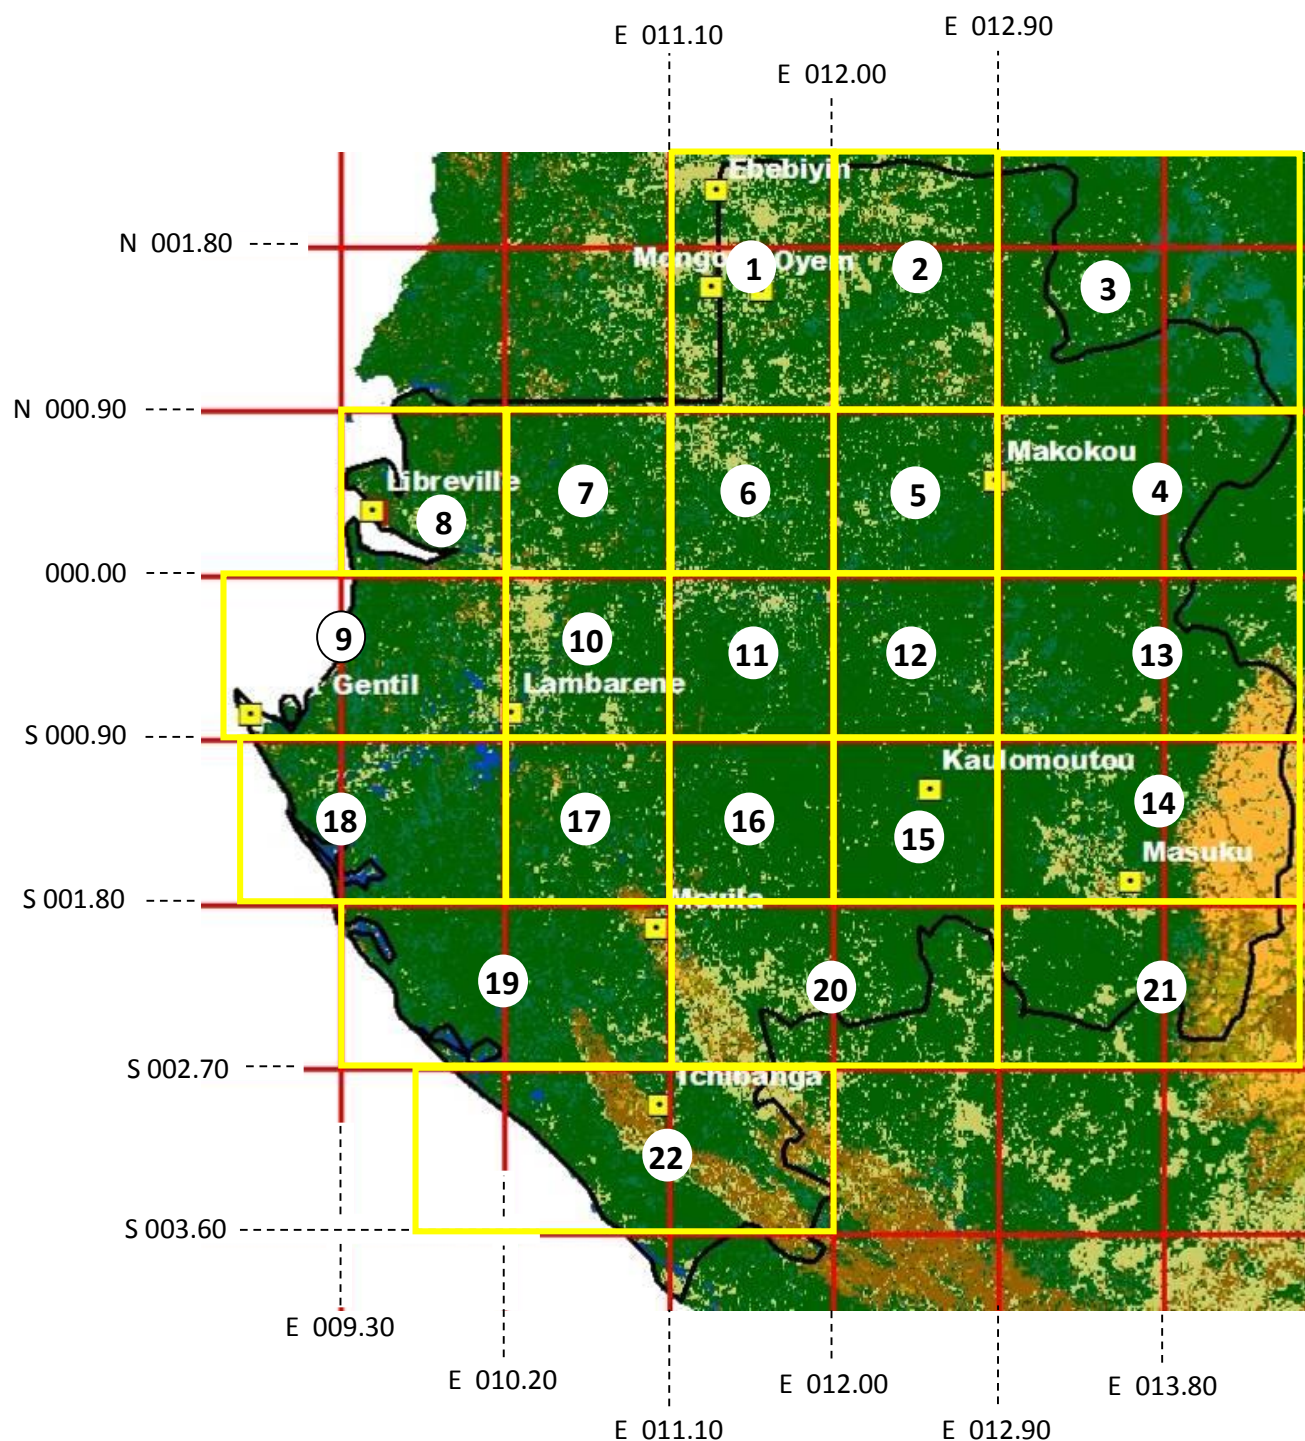 E 011.10
E 012.90
E 012.00
Ebebiyin
N 001.80
Mongo
1
Oyem
2
3
N 000.90
Makokou
Libreville
7
6
5
4
8
000.00
9
10
11
12
13
Gentil
Lambarene
S 000.90
Kaulomoutou
18
17
16
15
14
Masuku
S 001.80
Mouila
19
20
21
S 002.70
Tchibanga
22
S 003.60
E 009.30
E 010.20
E 012.00
E 013.80
E 011.10
E 012.90